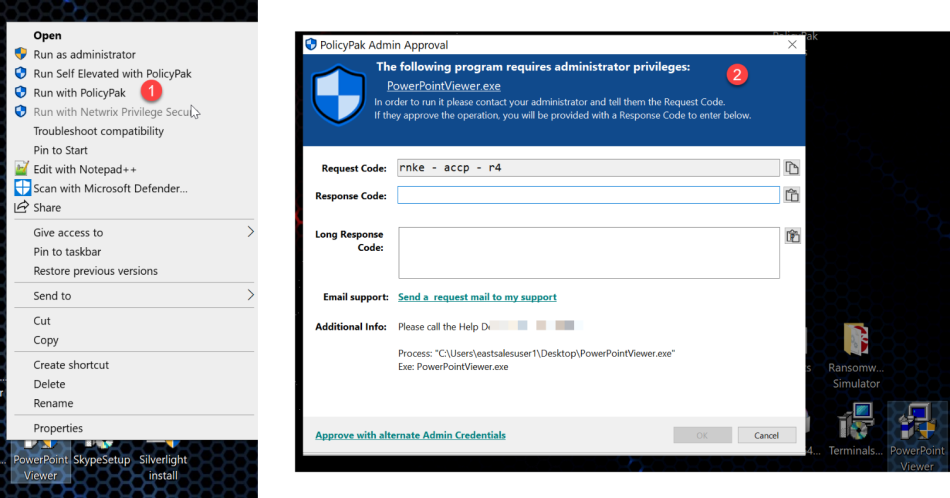 Open
Run as administrator
Run Self Elevated with PolicyPak
Run with PolicyPak
1
Run with Netwrix Privilege Secu
Troubleshoot compatibility
Pin to Start
Edit with Notepad++
Scan with Microsoft Defender...
Share
Give access to
Pin to taskbar
Restore previous versions
Send to
Cut
Copy
Create shortcut
Delete
Rename
Properties
PowerPoint
Viewer
SkypeSetup
Silverlight
install
PolicyPak Admin Approval
The following program requires administrator privileges:
2
PowerPointViewer.exe
In order to run it please contact your administrator and tell them the Request Code.
If they approve the operation, you will be provided with a Response Code to enter below.
Request Code:
rnke - accp - r4
Response Code:
Long Response
Code:
Email support:
Send a request mail to my support
Additional Info:
Please call the Help De
Process: "C:\Users\eastsalesuser1\Desktop\PowerPointViewer.exe"
Exe: PowerPointViewer.exe
Approve with alternate Admin Credentials
OK
Cancel
Ransomw...
Simulator
Terminals...
PowerPoint
Viewer